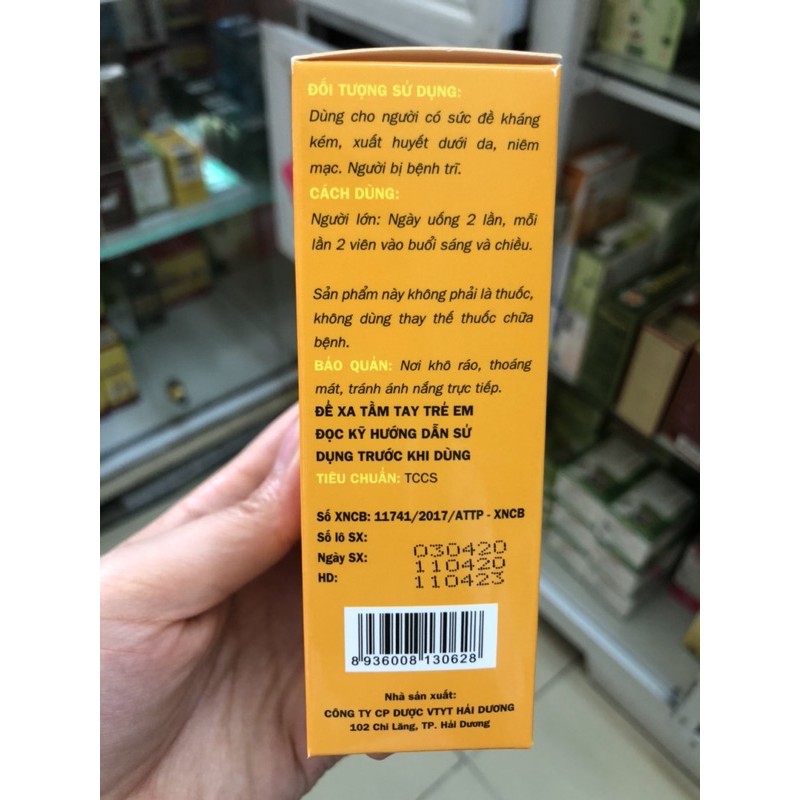 ĐỐI TƯỢNG SỬ DỤNG:
Dùng cho người có sức đề kháng
kém, xuất huyết dưới da, niêm
mạc. Người bị bệnh trĩ.
CÁCH DÙNG:
Người lớn: Ngày uống 2 lần, mỗi
lần 2 viên vào buổi sáng và chiều.
Sản phẩm này không phải là thuốc,
không dùng thay thế thuốc chữa
bệnh.
BẢO QUẢN: Nơi khô ráo, thoáng
mát, tránh ánh nắng trực tiếp.
ĐỂ XA TẦM TAY TRẺ EM
ĐỌC KỸ HƯỚNG DẪN SỬ
DỤNG TRƯỚC KHI DÙNG
TIÊU CHUẨN: TCCS
Số XNCB: 11741/2017/ATTP - XNCB
Số lô SX: 030420
Ngày SX: 110420
HD: 110423
8 936008 130628
Nhà sản xuất:
CÔNG TY CP DƯỢC VTYT HẢI DƯƠNG
102 Chi Lăng, TP. Hải Dương